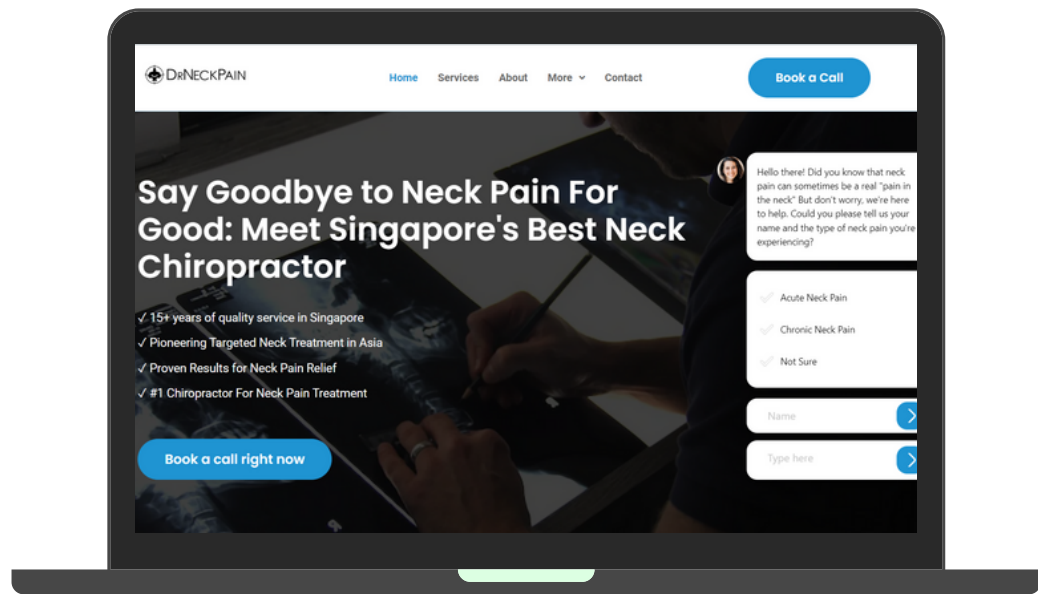 DRNECKPAIN
Home Services About More Contact
Book a Call
Say Goodbye to Neck Pain For
Good: Meet Singapore's Best Neck
Chiropractor
✓ 15+ years of quality service in Singapore
✓ Pioneering Targeted Neck Treatment in Asia
✓ Proven Results for Neck Pain Relief
✓ #1 Chiropractor For Neck Pain Treatment
Book a call right now
Hello there! Did you know that neck
pain can sometimes be a real "pain in
the neck" But don't worry, we're here
to help. Could you please tell us your
name and the type of neck pain you're
experiencing?
Acute Neck Pain
Chronic Neck Pain
Not Sure
Name
Type here